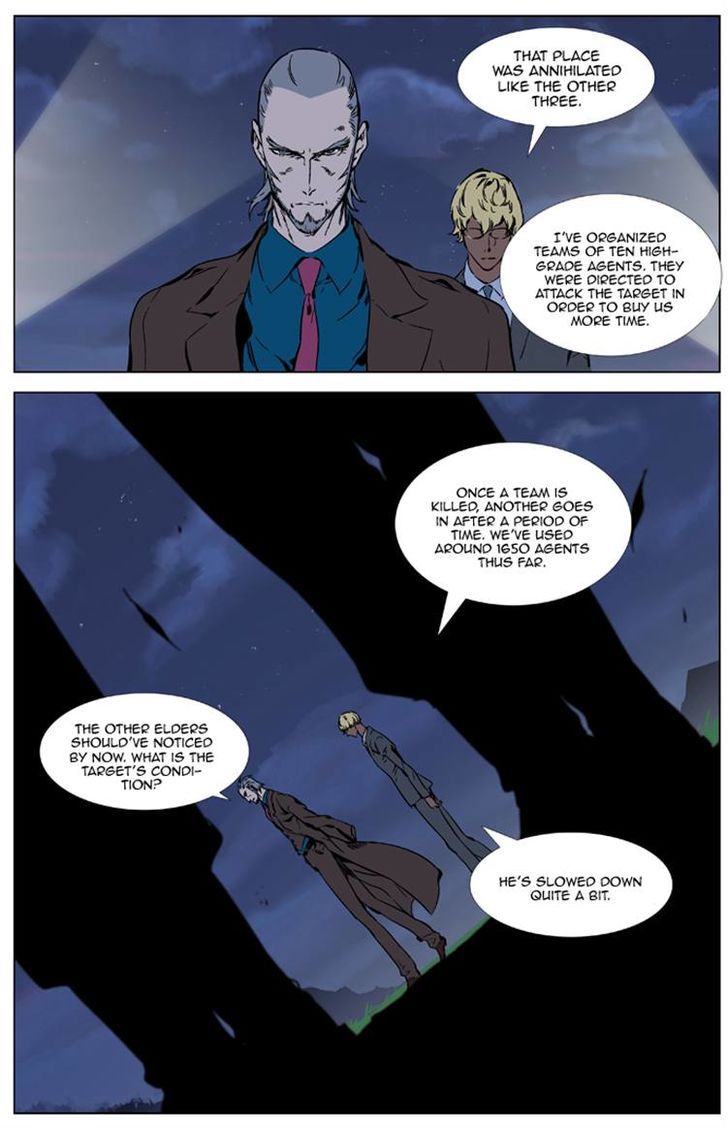 THAT PLACE
WAS ANNIHILATED
LIKE THE OTHER
THREE.
I'VE ORGANIZED
TEAMS OF TEN HIGH-
GRADE AGENTS. THEY
WERE DIRECTED TO
ATTACK THE TARGET IN
ORDER TO BUY US
MORE TIME.
ONCE A TEAM IS
KILLED, ANOTHER GOES
IN AFTER A PERIOD OF
TIME. WE'VE USED
AROUND 1650 AGENTS
THUS FAR.
THE OTHER ELDERS
SHOULD'VE NOTICED
BY NOW. WHAT IS THE
TARGET'S CONDI-
TION?
HE'S SLOWED DOWN
QUITE A BIT.